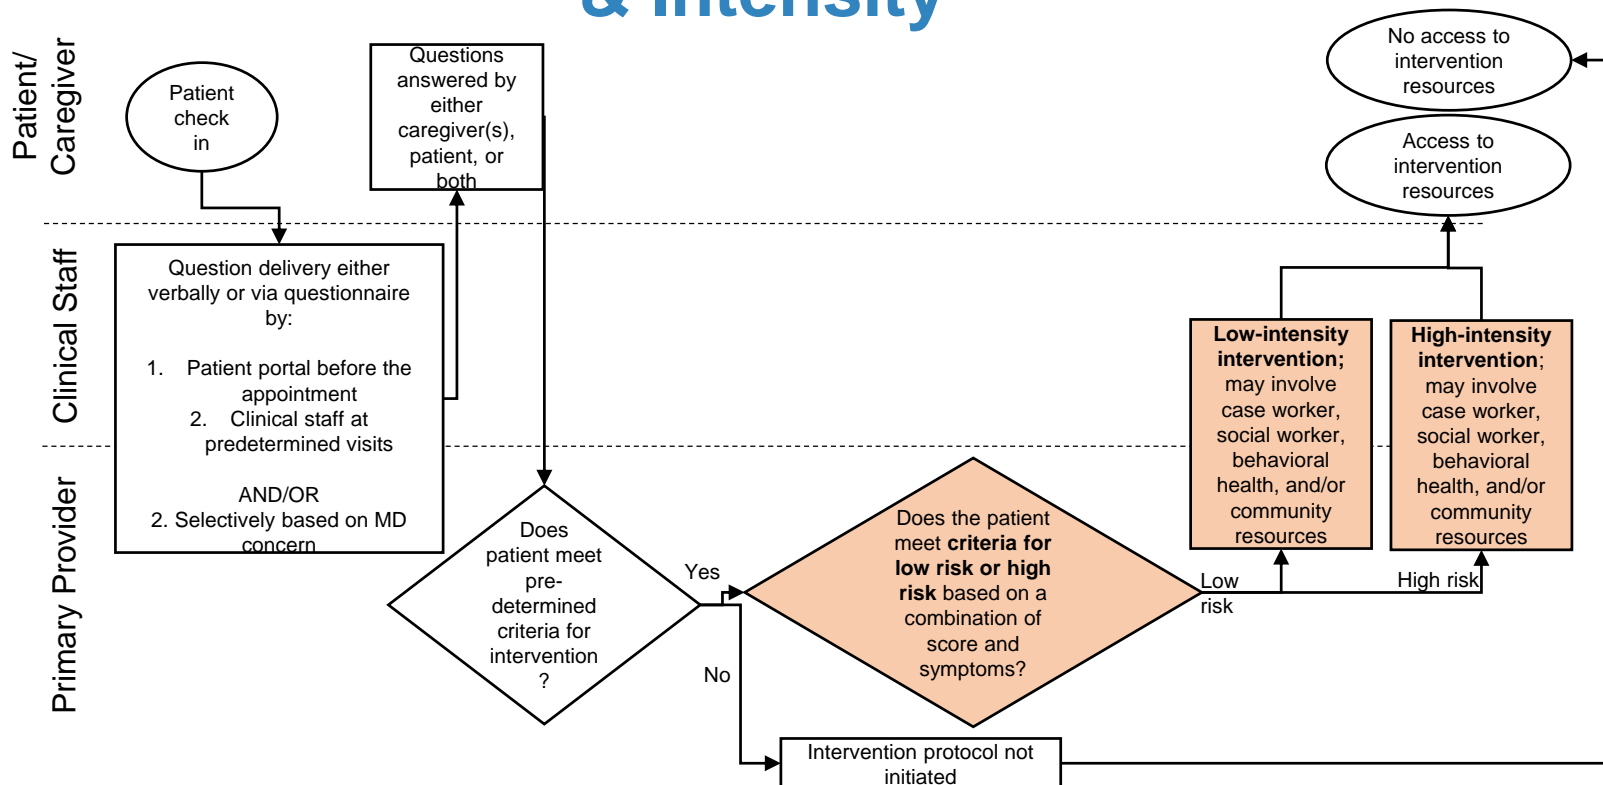 & Intensity
Patient/
Caregiver
Patient
check
in
Questions
answered by
either
caregiver(s),
patient, or
both
No access to
intervention
resources
Access to
intervention
resources
Clinical Staff
Question delivery either
verbally or via questionnaire
by:
1. Patient portal before the
appointment
2. Clinical staff at
predetermined visits
AND/OR
2. Selectively based on MD
concern
Low-intensity
intervention;
may involve
case worker,
social worker,
behavioral
health, and/or
community
resources
High-intensity
intervention;
may involve
case worker,
social worker,
behavioral
health, and/or
community
resources
Primary Provider
Does
patient meet
pre-
determined
criteria for
intervention
?
Yes
No
Does the patient
meet criteria for
low risk or high
risk based on a
combination of
score and
symptoms?
Low
risk
High risk
Intervention protocol not
initiated